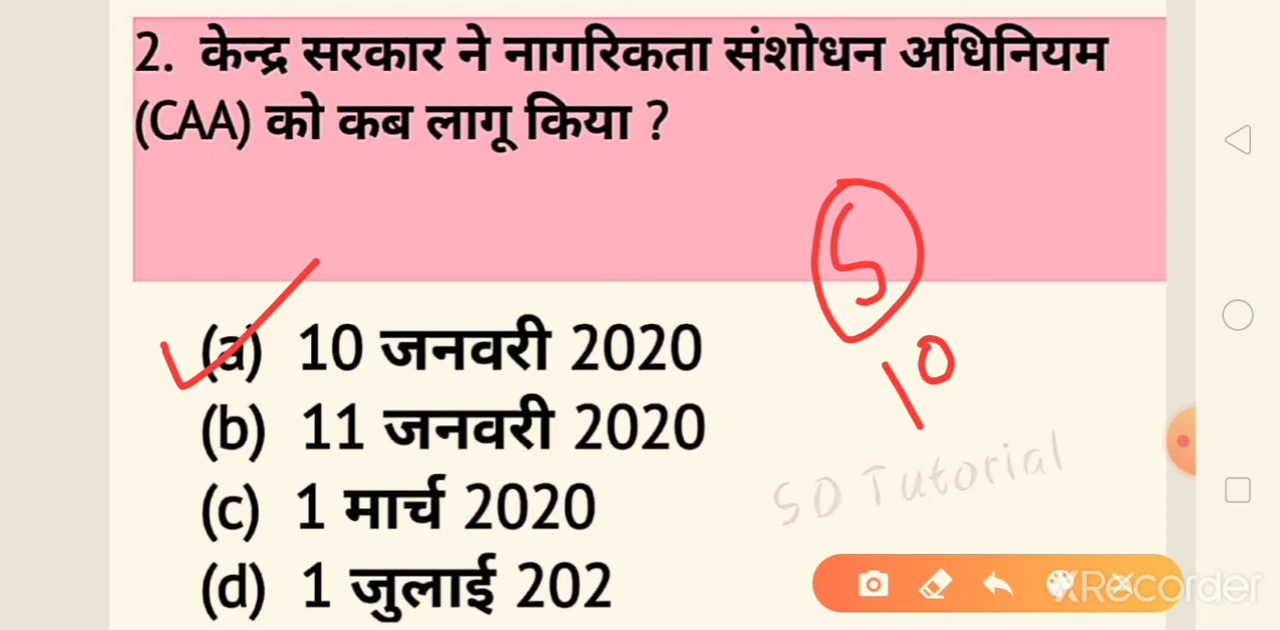 2. केन्द्र सरकार ने नागरिकता संशोधन अधिनियम
(CAA) को कब लागू किया ?
5
10
(a) 10 जनवरी 2020
(b) 11 जनवरी 2020
(c) 1 मार्च 2020
(d) 1 जुलाई 202
SD Tutorial
XRecorder